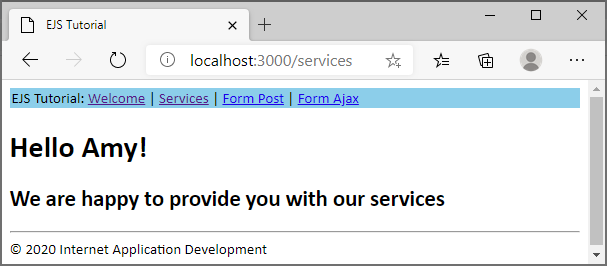 EJS Tutorial
localhost:3000/services
EJS Tutorial: Welcome | Services | Form Post | Form Ajax
Hello Amy!
We are happy to provide you with our services
© 2020 Internet Application Development